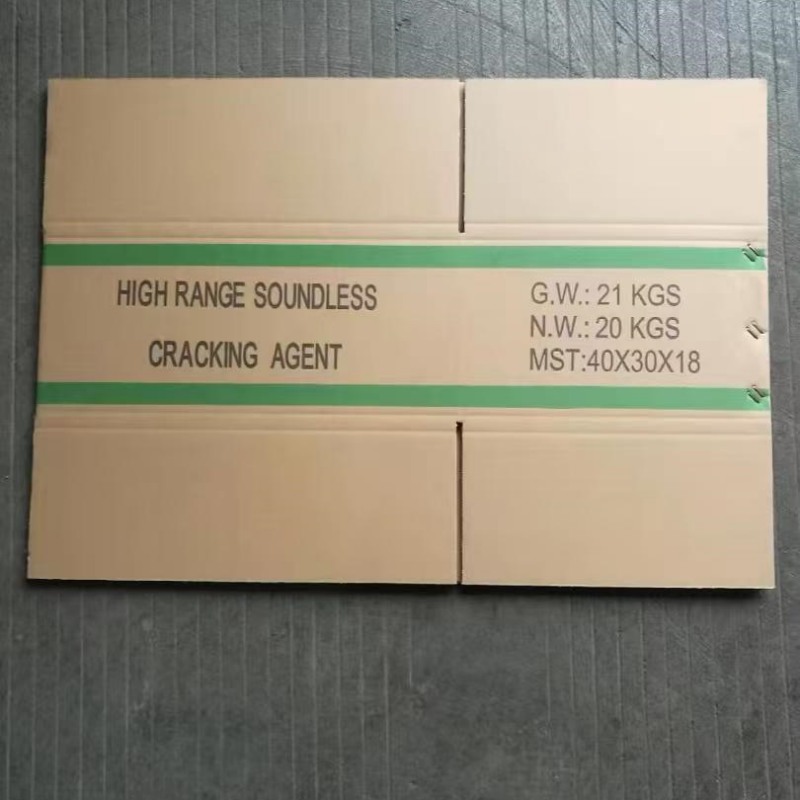 HIGH RANGE SOUNDLESS
CRACKING AGENT
G.W.: 21 KGS
N.W.: 20 KGS
MST:40X30X18